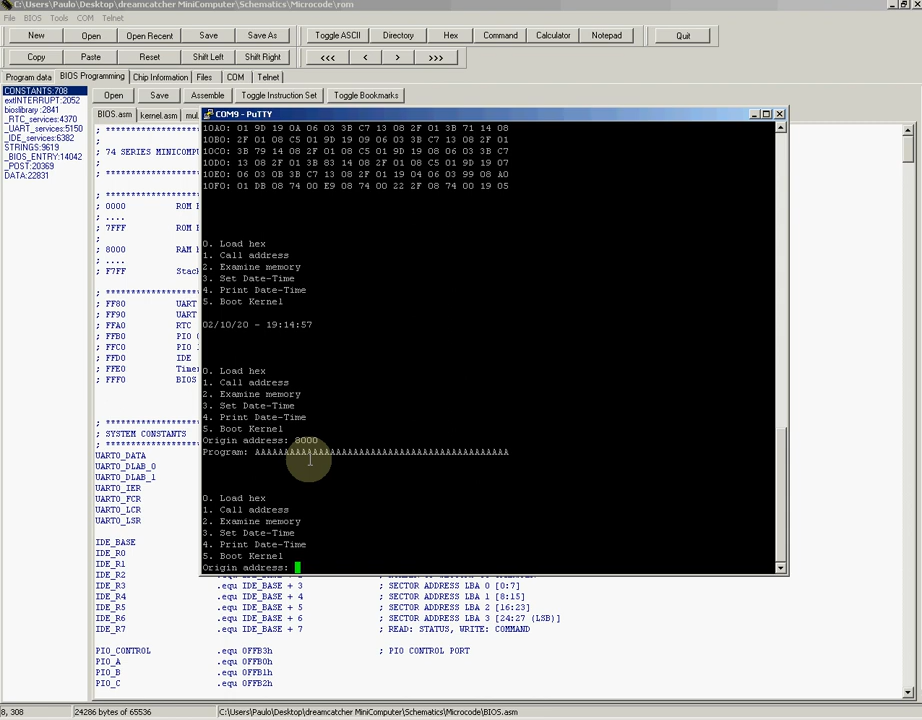 C:\Users\Paulo\Desktop\dreamcatcher MiniComputer\Schematics\Microcode\rom
File BIOS Tools COM Telnet
New Open Open Recent Save Save As Toggle ASCII Directory Hex Command Calculator Notepad Quit
Copy Paste Reset Shift Left Shift Right <<< < > >>>
Program data BIOS Programming Chip Information Files COM Telnet
CONSTANTS:708
extINTERRUPT:2052
bioslibrary:2841
_RTC_services:4370
_UART_services:5150
_IDE_services:6382
STRINGS:9619
_BIOS_ENTRY:14042
_POST:20369
DATA:22831
Open Save Assemble Toggle Instruction Set Toggle Bookmarks
BIOS.asm kernel.asm mu
; 74 SERIES MINICOMP
; 0000 ROM
; ....
; 7FFF ROM
;
; 8000 RAM
; ....
; F7FF Stac
; FF80 UART
; FF90 UART
; FFA0 RTC
; FFB0 PIO
; FFC0 PIO
; FFD0 IDE
; FFE0 Time
; FFF0 BIOS
; SYSTEM CONSTANTS
UART0_DATA
UART0_DLAB_0
UART0_DLAB_1
UART0_IER
UART0_FCR
UART0_LCR
UART0_LSR
IDE_BASE
IDE_R0
IDE_R1
IDE_R2
IDE_R3 .equ IDE_BASE + 3 ; SECTOR ADDRESS LBA 0 [0:7]
IDE_R4 .equ IDE_BASE + 4 ; SECTOR ADDRESS LBA 1 [8:15]
IDE_R5 .equ IDE_BASE + 5 ; SECTOR ADDRESS LBA 2 [16:23]
IDE_R6 .equ IDE_BASE + 6 ; SECTOR ADDRESS LBA 3 [24:27 (LSB)]
IDE_R7 .equ IDE_BASE + 7 ; READ: STATUS, WRITE: COMMAND
PIO_CONTROL .equ 0FFB3h ; PIO CONTROL PORT
PIO_A .equ 0FFB0h
PIO_B .equ 0FFB1h
PIO_C .equ 0FFB2h
COM9 - PuTTY
10A0: 01 9D 19 0A 06 03 3B C7 13 08 2F 01 3B 71 14 08
10B0: 2F 01 08 C5 01 9D 19 09 06 03 3B C7 13 08 2F 01
10C0: 3B 79 14 08 2F 01 08 C5 01 9D 19 08 06 03 3B C7
10D0: 13 08 2F 01 3B 83 14 08 2F 01 08 C5 01 9D 19 07
10E0: 06 03 0B 3B C7 13 08 2F 01 19 04 06 03 99 08 A0
10F0: 01 DB 08 74 00 E9 08 74 00 22 2F 08 74 00 19 05
0. Load hex
1. Call address
2. Examine memory
3. Set Date-Time
4. Print Date-Time
5. Boot Kernel
02/10/20 - 19:14:57
0. Load hex
1. Call address
2. Examine memory
3. Set Date-Time
4. Print Date-Time
5. Boot Kernel
Origin address: 8000
Program: AAAAAAAAAAAAAAAAAAAAAAAAAAAAAAAAAAAAAAAAAAAA
0. Load hex
1. Call address
2. Examine memory
3. Set Date-Time
4. Print Date-Time
5. Boot Kernel
Origin address:
8, 308 24286 bytes of 65536 C:\Users\Paulo\Desktop\dreamcatcher MiniComputer\Schematics\Microcode\BIOS.asm